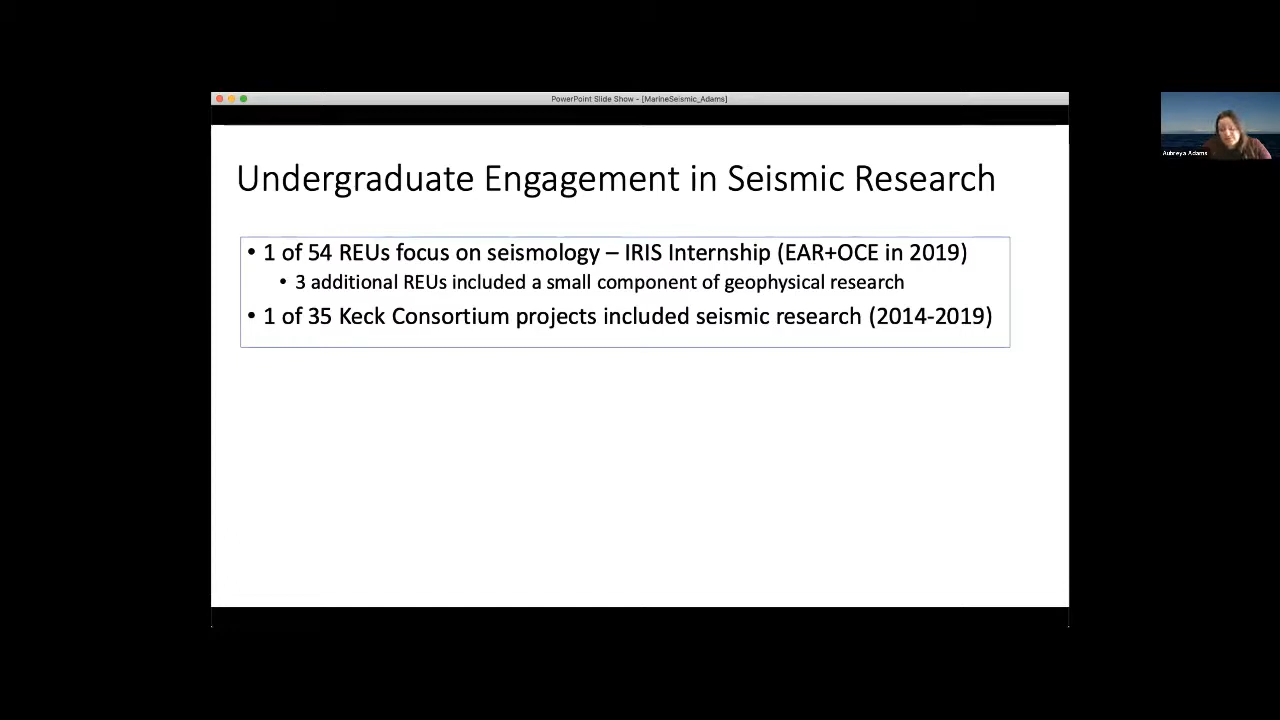 PowerPoint Slide Show - [MarineSeismic_Adams]
Undergraduate Engagement in Seismic Research
• 1 of 54 REUs focus on seismology – IRIS Internship (EAR+OCE in 2019)
• 3 additional REUs included a small component of geophysical research
• 1 of 35 Keck Consortium projects included seismic research (2014-2019)
Aubreya Adams